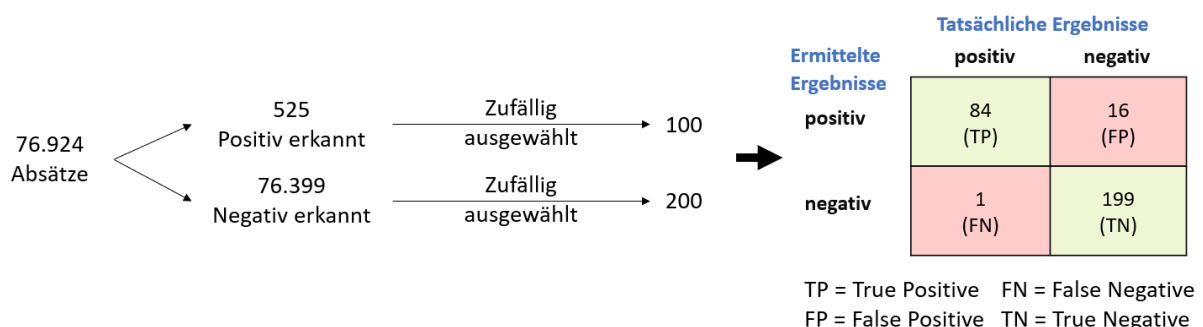 76.924
Absätze
525
Positiv erkannt
76.399
Negativ erkannt
Zufällig
ausgewählt
100
Zufällig
ausgewählt
200
Tatsächliche Ergebnisse
Ermittelte
Ergebnisse
positiv
negativ
positiv
84
(TP)
16
(FP)
negativ
1
(FN)
199
(TN)
TP = True Positive FN = False Negative
FP = False Positive TN = True Negative